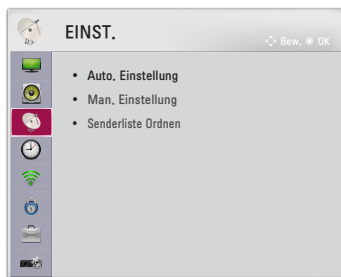 EINST.
Bew. OK
• Auto. Einstellung
• Man. Einstellung
• Senderliste Ordnen